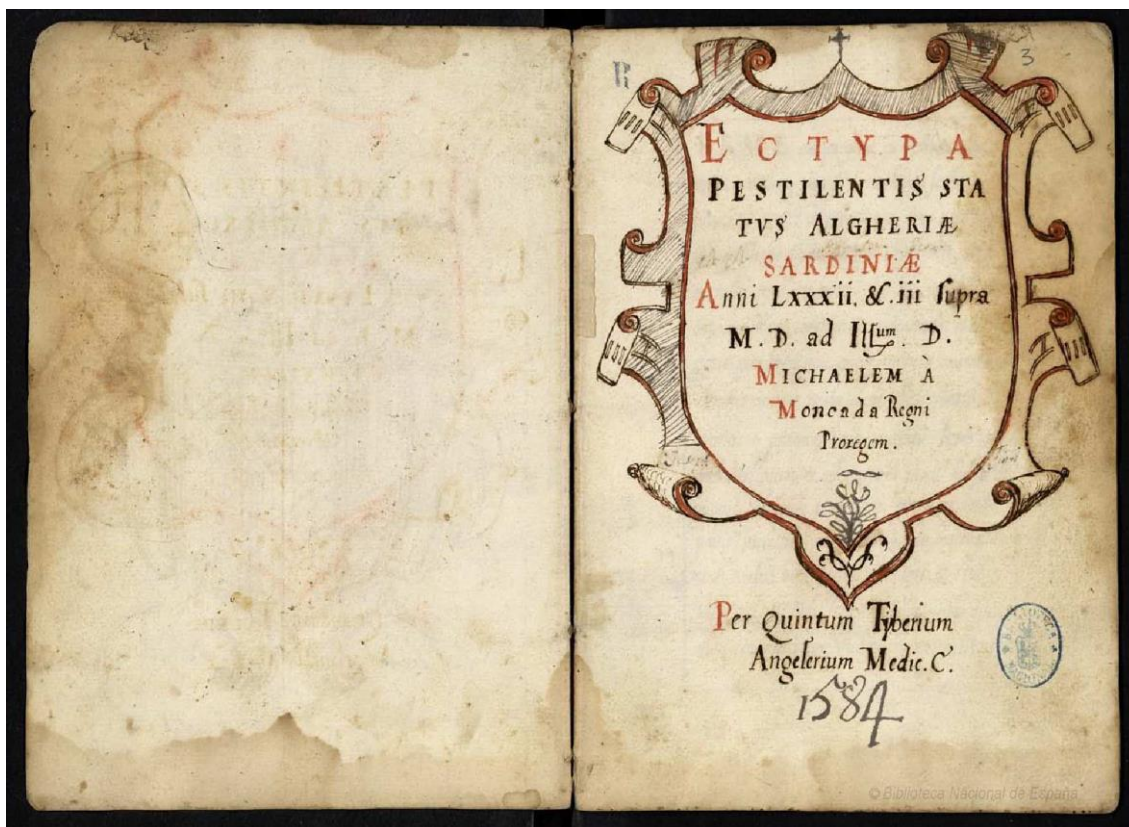 3
ECTYPA
PESTILENTIS STA
TVS ALGHERIÆ
SARDINIÆ
Anni Lxxxii. &. iii supra
M. D. ad Illum. D.
MICHAELEM À
Moncada Regni
Proregem.
Per Quintum Tyberium
Angelerium Medic. C.
1584
© Biblioteca Nacional de España